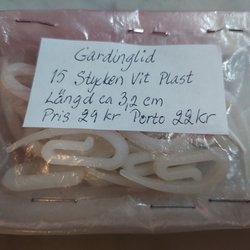 Gardinglid
15 Stycken Vit Plast
Längd ca 3,2 cm
Pris 29 kr Porto 22 kr